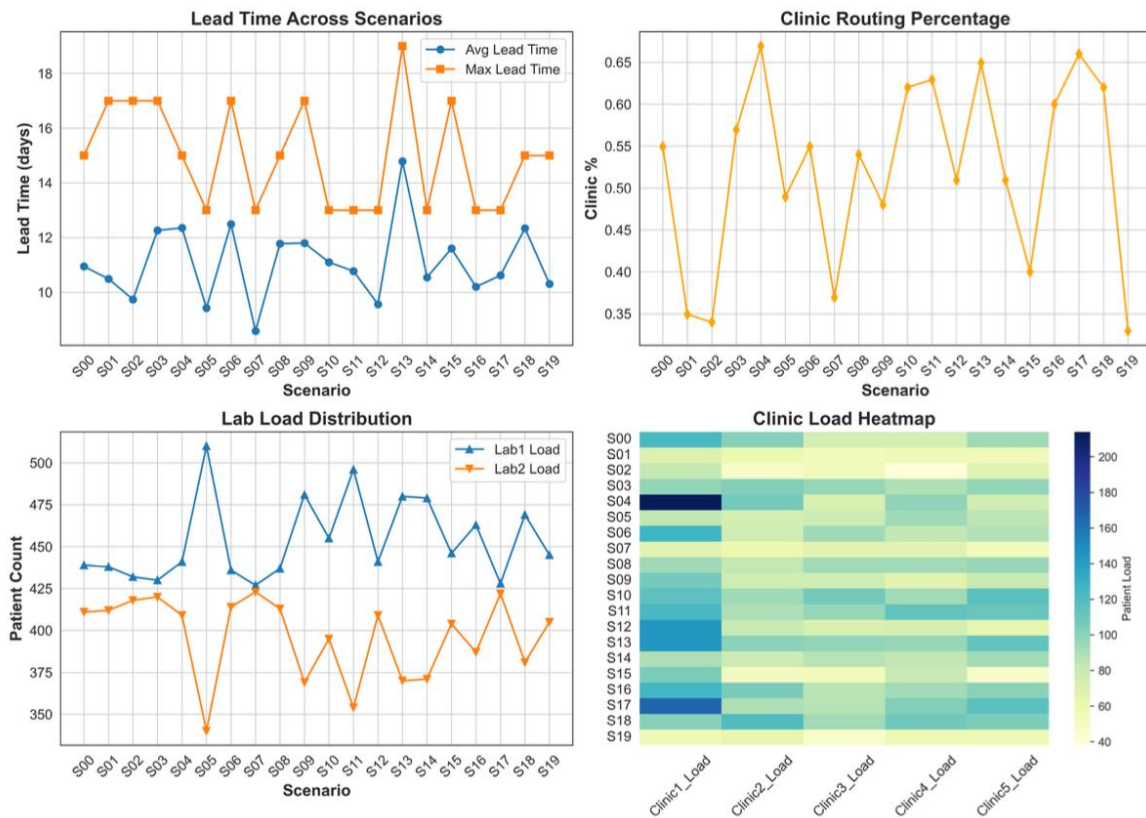 Lead Time Across Scenarios
Lead Time (days)
18
16
14
12
10
Avg Lead Time
Max Lead Time
S00 S01 S02 S03 S04 S05 S06 S07 S08 S09 S10 S11 S12 S13 S14 S15 S16 S17 S18 S19
Scenario
Clinic Routing Percentage
Clinic %
0.65
0.60
0.55
0.50
0.45
0.40
0.35
S00 S01 S02 S03 S04 S05 S06 S07 S08 S09 S10 S11 S12 S13 S14 S15 S16 S17 S18 S19
Scenario
Lab Load Distribution
Patient Count
500
475
450
425
400
375
350
Lab1 Load
Lab2 Load
S00 S01 S02 S03 S04 S05 S06 S07 S08 S09 S10 S11 S12 S13 S14 S15 S16 S17 S18 S19
Scenario
Clinic Load Heatmap
S00
S01
S02
S03
S04
S05
S06
S07
S08
S09
S10
S11
S12
S13
S14
S15
S16
S17
S18
S19
Clinic1_Load Clinic2_Load Clinic3_Load Clinic4_Load Clinic5_Load
200
180
160
140
120
100
80
60
40
Patient Load